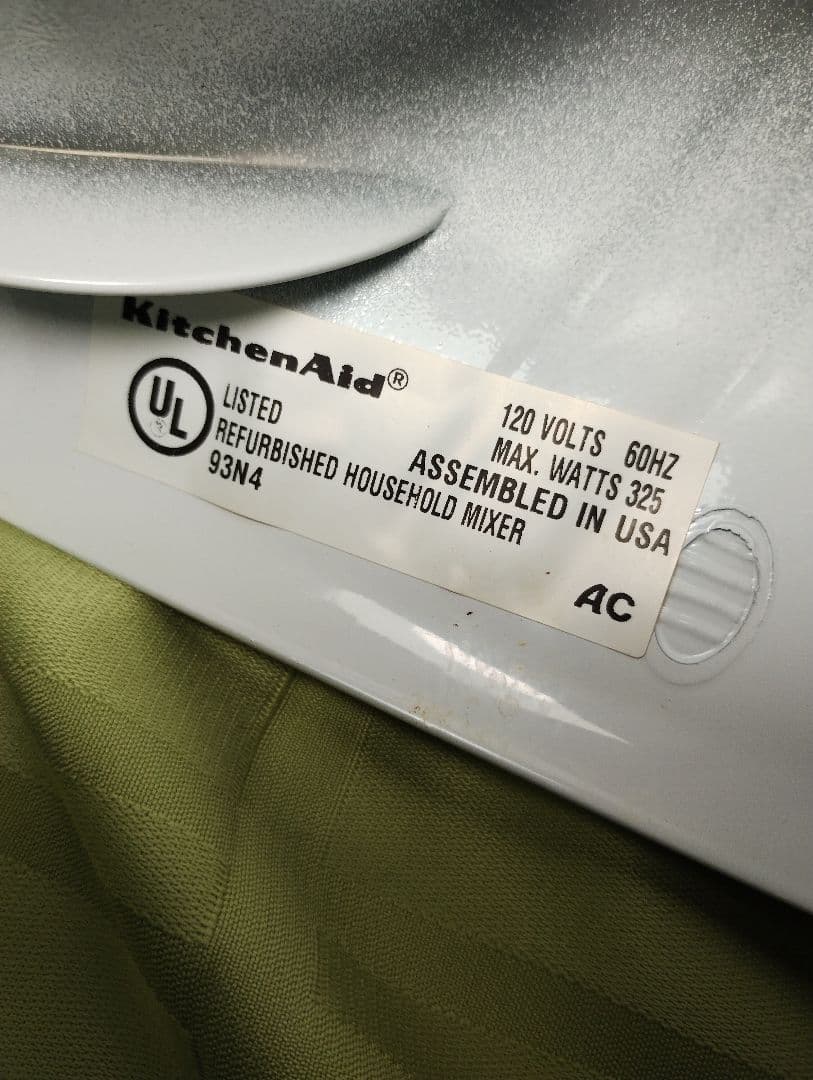 KitchenAid®
UL LISTED
REFURBISHED HOUSEHOLD MIXER
93N4
120 VOLTS 60HZ
MAX. WATTS 325
ASSEMBLED IN USA
AC